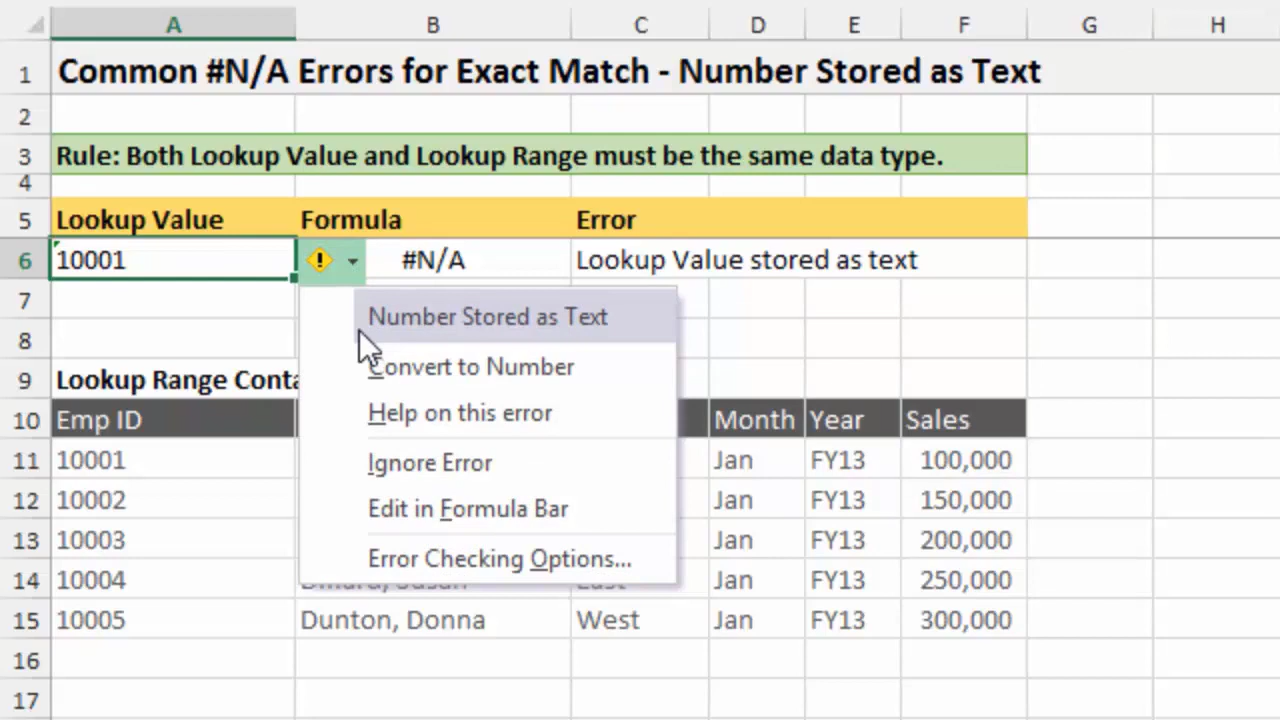 A B C D E F G H
1 Common #N/A Errors for Exact Match - Number Stored as Text
2
3 Rule: Both Lookup Value and Lookup Range must be the same data type.
4
5 Lookup Value Formula Error
6 10001 #N/A Lookup Value stored as text
7
Number Stored as Text
8
Convert to Number
9 Lookup Range Conta
Help on this error
10 Emp ID Month Year Sales
11 10001 Jan FY13 100,000
Ignore Error
12 10002 Jan FY13 150,000
Edit in Formula Bar
13 10003 Jan FY13 200,000
Error Checking Options...
14 10004 Jan FY13 250,000
15 10005 Dunton, Donna West Jan FY13 300,000
16
17